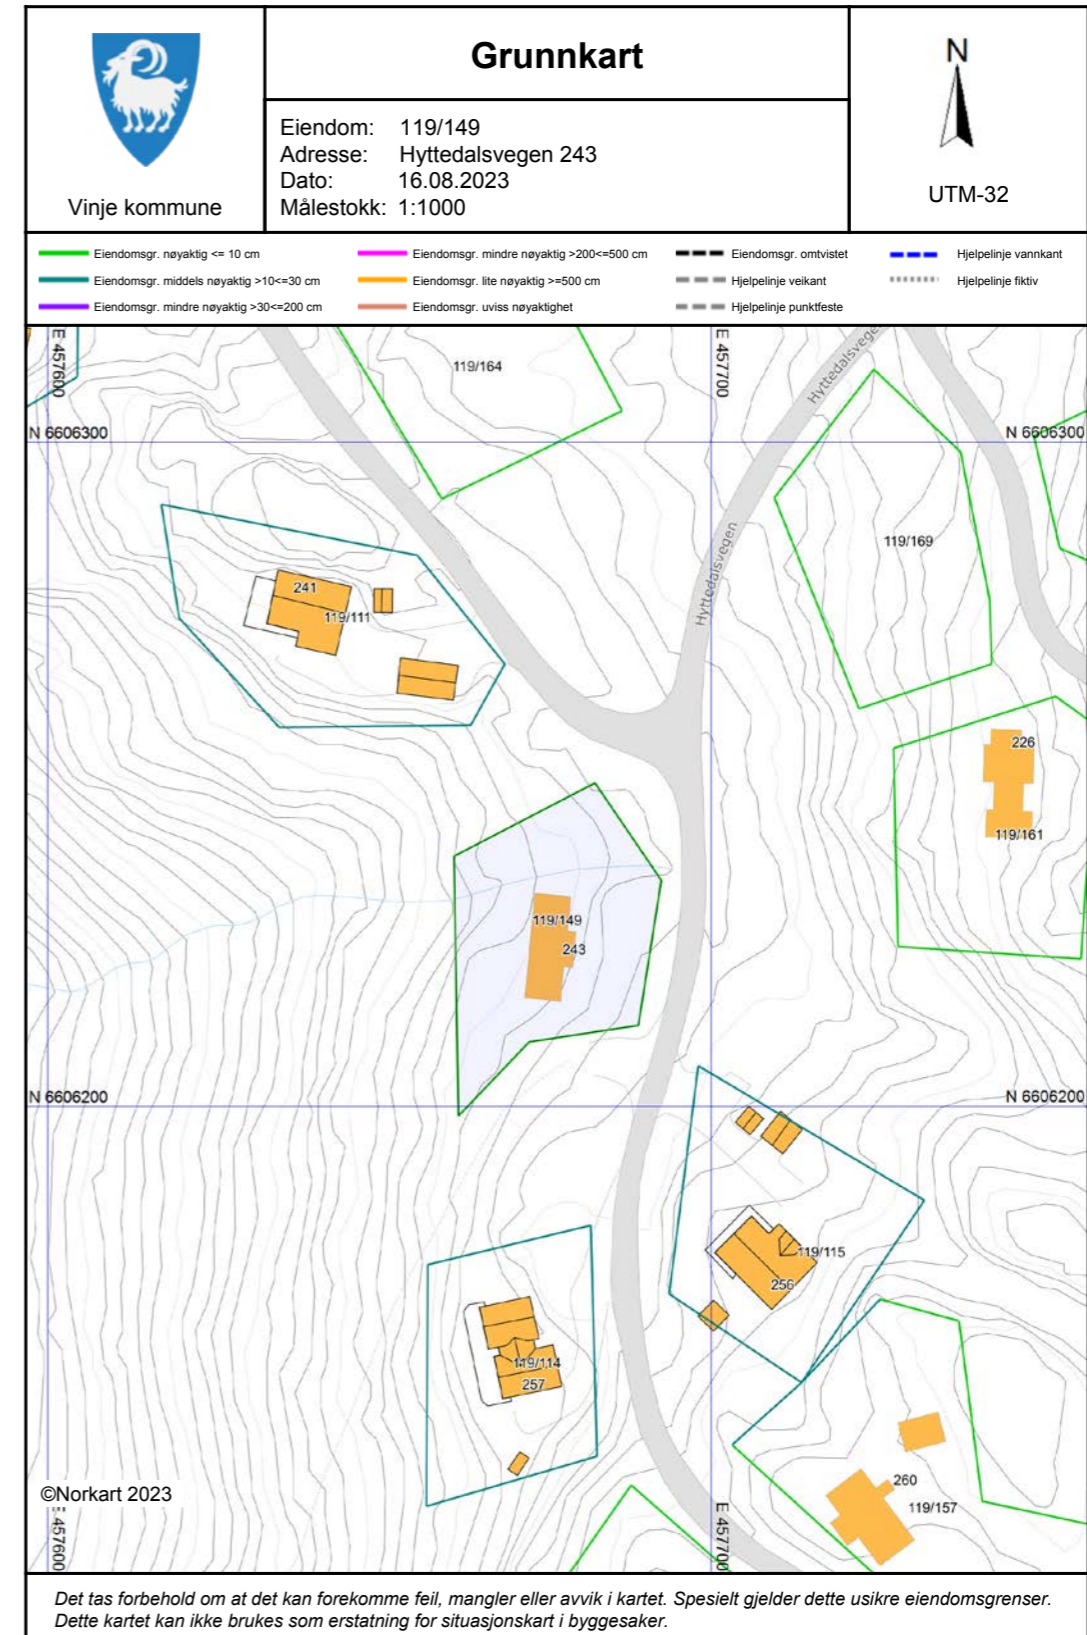 Grunnkart
Vinje kommune
Eiendom: 119/149
Adresse: Hyttedalsvegen 243
Dato: 16.08.2023
Målestokk: 1:1000
N
UTM-32
Eiendomsgr. nøyaktig <= 10 cm
Eiendomsgr. middels nøyaktig >10<=30 cm
Eiendomsgr. mindre nøyaktig >30<=200 cm
Eiendomsgr. mindre nøyaktig >200<=500 cm
Eiendomsgr. lite nøyaktig >=500 cm
Eiendomsgr. uviss nøyaktighet
Eiendomsgr. omtvistet
Hjelpelinje veikant
Hjelpelinje punktfeste
Hjelpelinje vannkant
Hjelpelinje fiktiv
E 457600
E 457700
Hyttedalsvegen
119/164
N 6606300
N 6606300
119/169
Hyttedalsvegen
241
119/111
226
119/161
119/149
243
N 6606200
N 6606200
119/115
256
119/114
257
260
119/157
©Norkart 2023
E 457600
E 457700
Det tas forbehold om at det kan forekomme feil, mangler eller avvik i kartet. Spesielt gjelder dette usikre eiendomsgrenser.
Dette kartet kan ikke brukes som erstatning for situasjonskart i byggesaker.